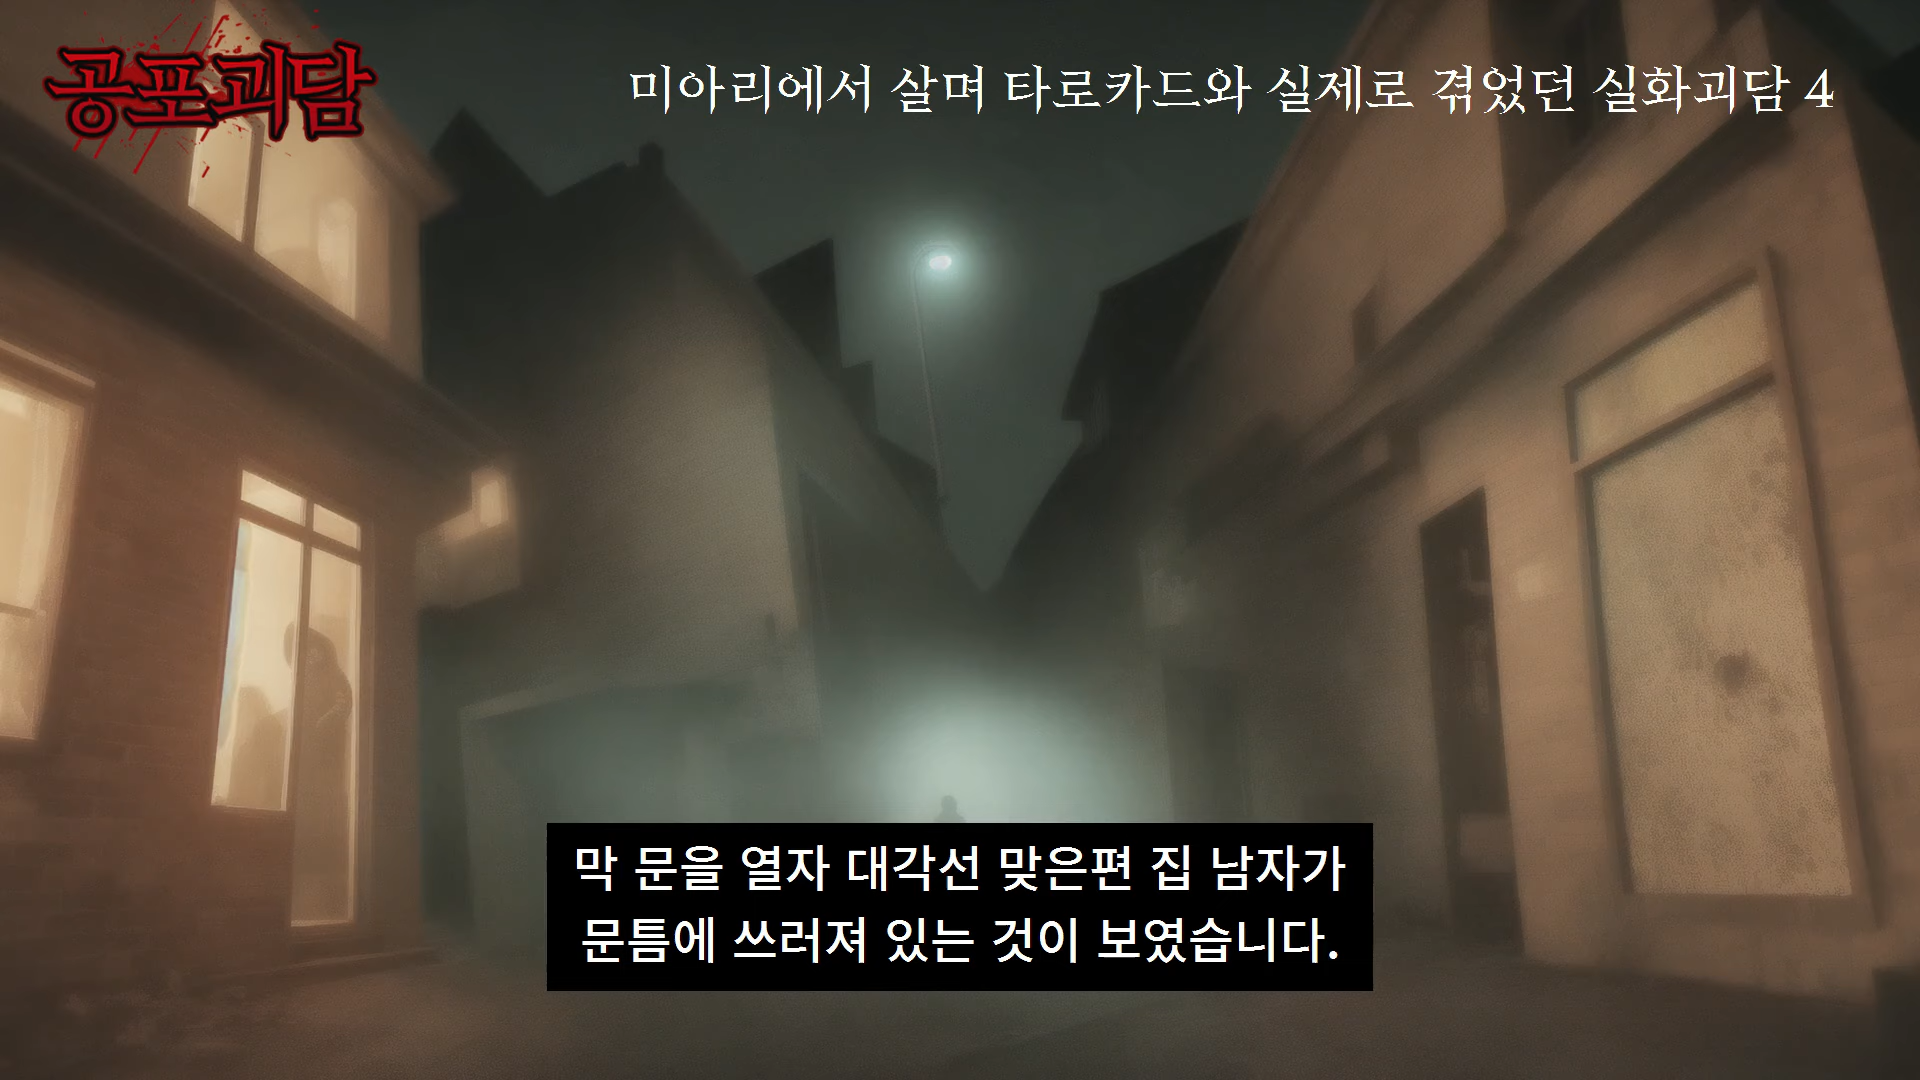 공포괴담
미아리에서 살며 타로카드와 실제로 겪었던 실화괴담 4
막 문을 열자 대각선 맞은편 집 남자가
문틈에 쓰러져 있는 것이 보였습니다.